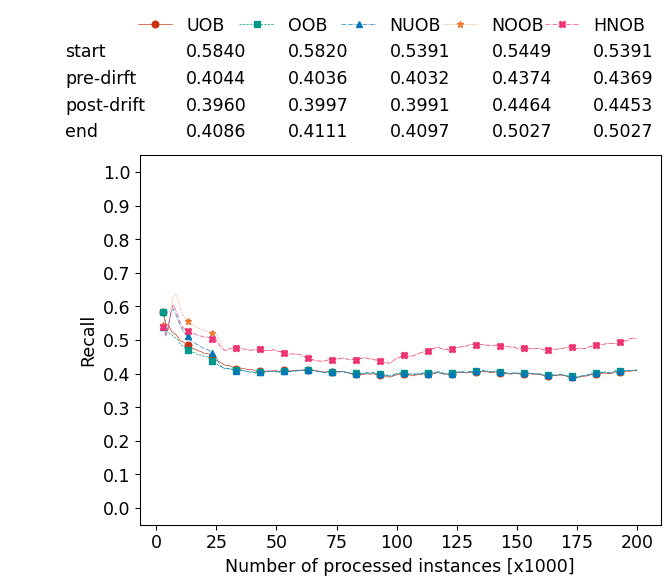 UOB OOB NUOB NOOB HNOB
start 0.5840 0.5820 0.5391 0.5449 0.5391
pre-dirft 0.4044 0.4036 0.4032 0.4374 0.4369
post-drift 0.3960 0.3997 0.3991 0.4464 0.4453
end 0.4086 0.4111 0.4097 0.5027 0.5027
1.0
0.9
0.8
0.7
0.6
0.5
0.4
0.3
0.2
0.1
0.0
Recall
0 25 50 75 100 125 150 175 200
Number of processed instances [x1000]